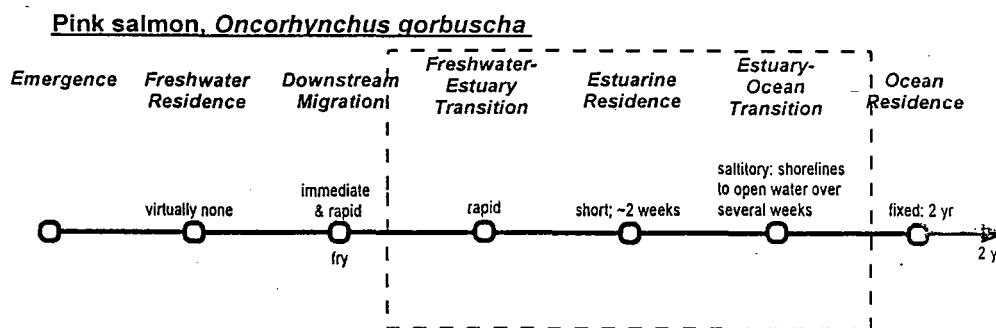 Pink salmon, Oncorhynchus gorbuscha
Emergence
Freshwater
Residence
Downstream
Migration
Freshwater-
Estuary
Transition
Estuarine
Residence
Estuary-
Ocean
Transition
Ocean
Residence
virtually none
immediate
& rapid
fry
rapid
short; ~2 weeks
saltitory: shorelines
to open water over
several weeks
fixed: 2 yr
2 y